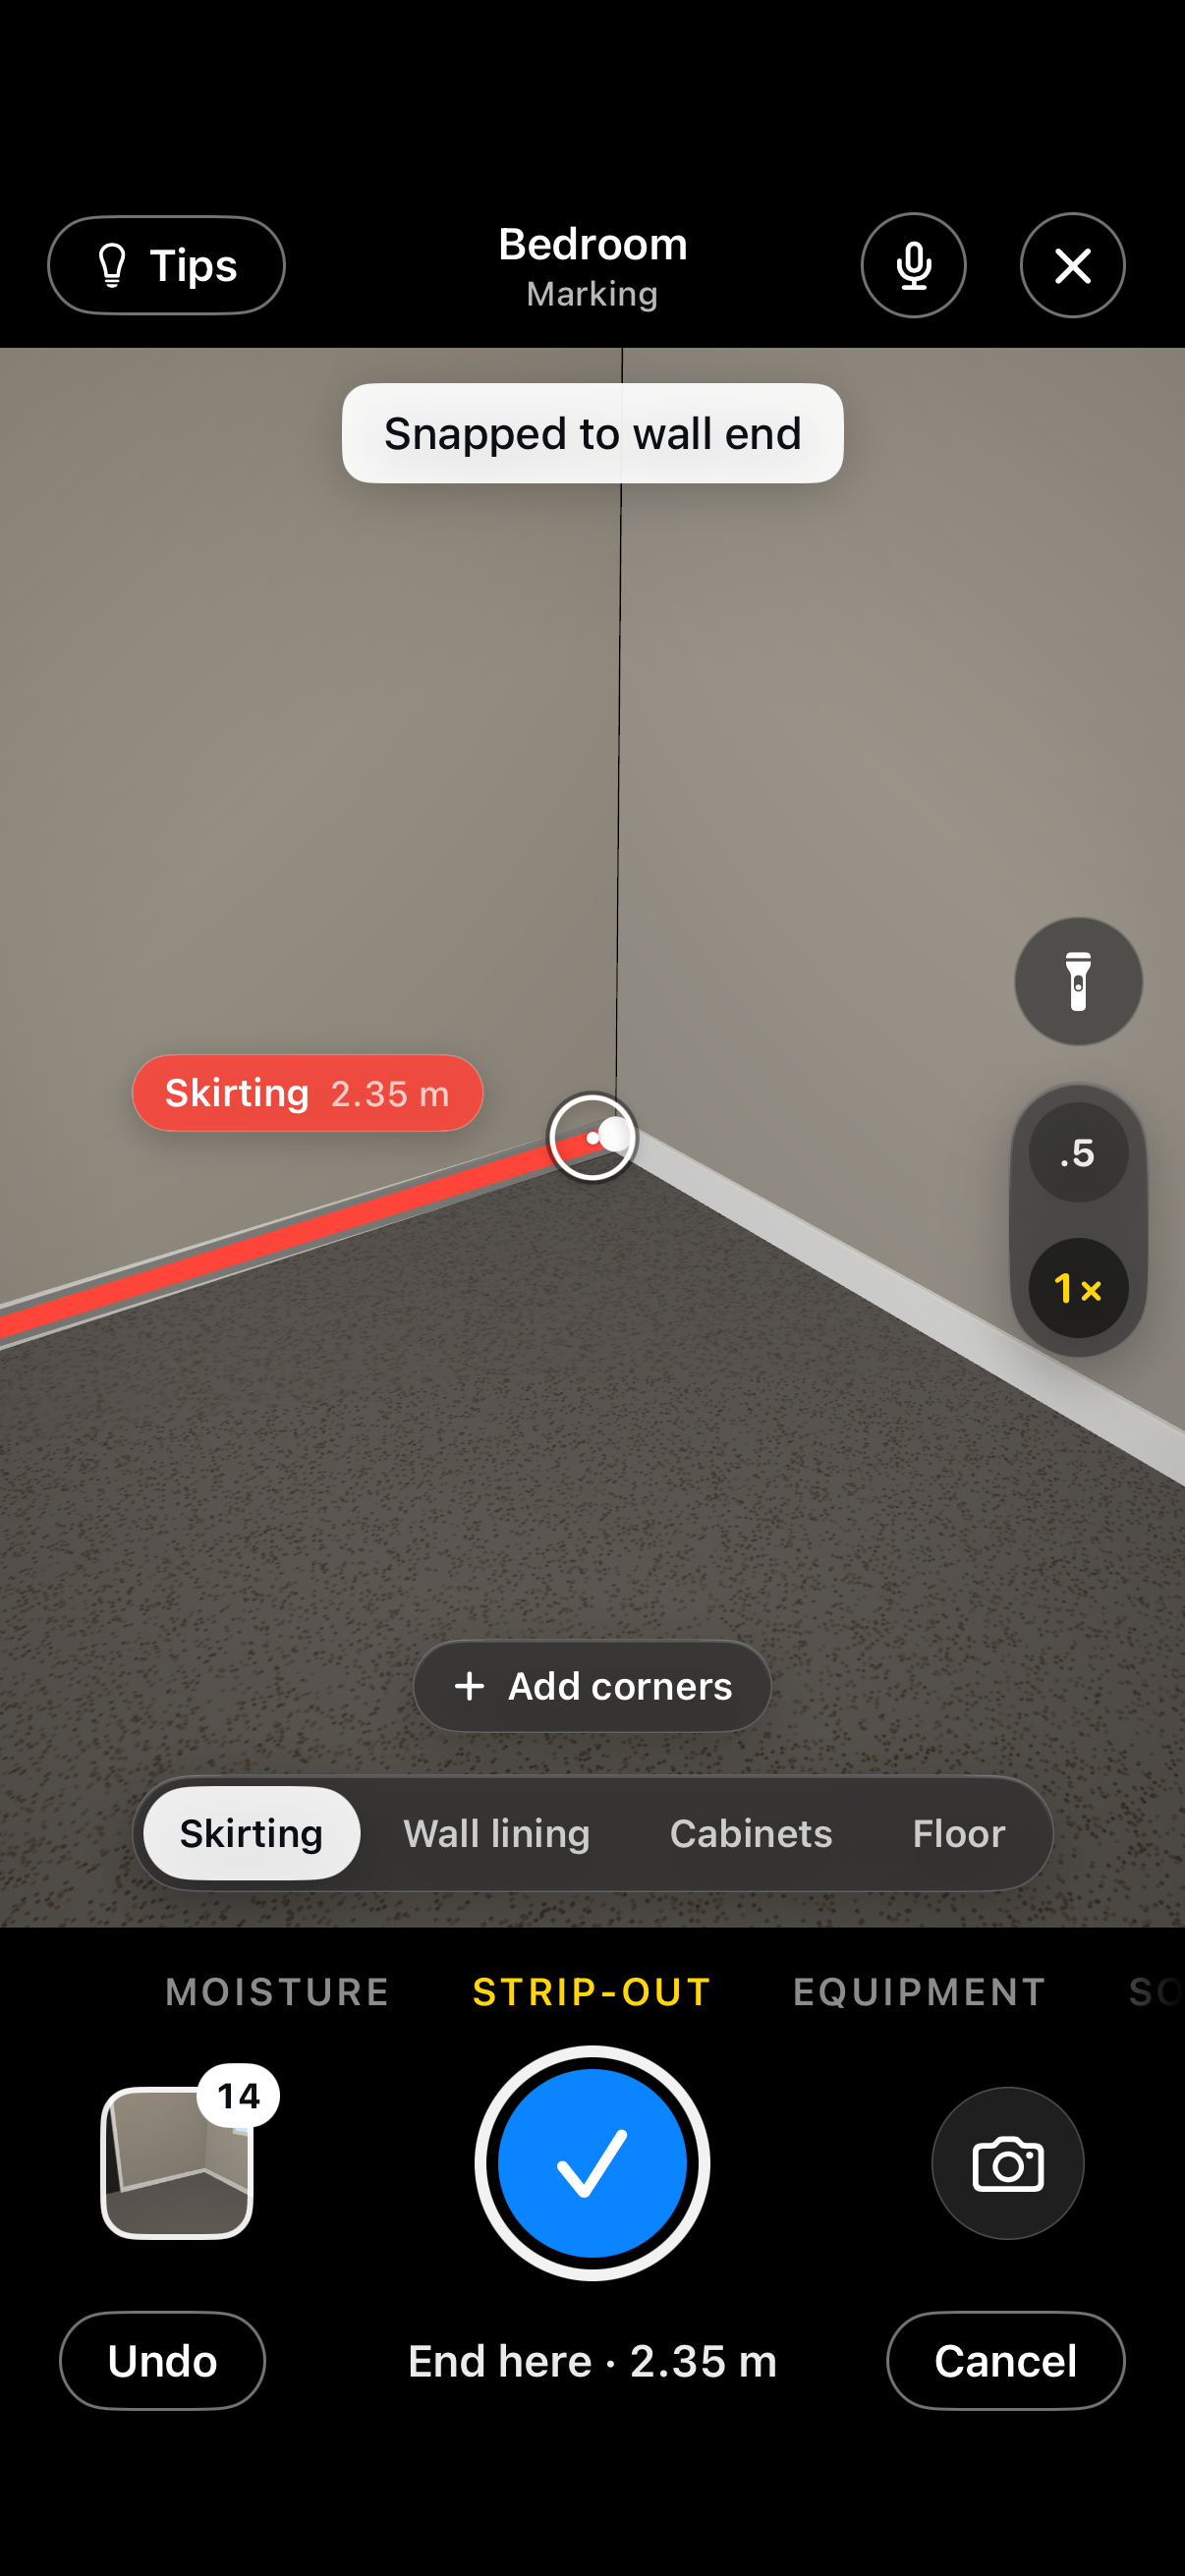 Tips
Bedroom
Marking
Snapped to wall end
Skirting 2.35 m
.5
1×
+ Add corners
Skirting Wall lining Cabinets Floor
MOISTURE STRIP-OUT EQUIPMENT SO
14
Undo End here · 2.35 m Cancel